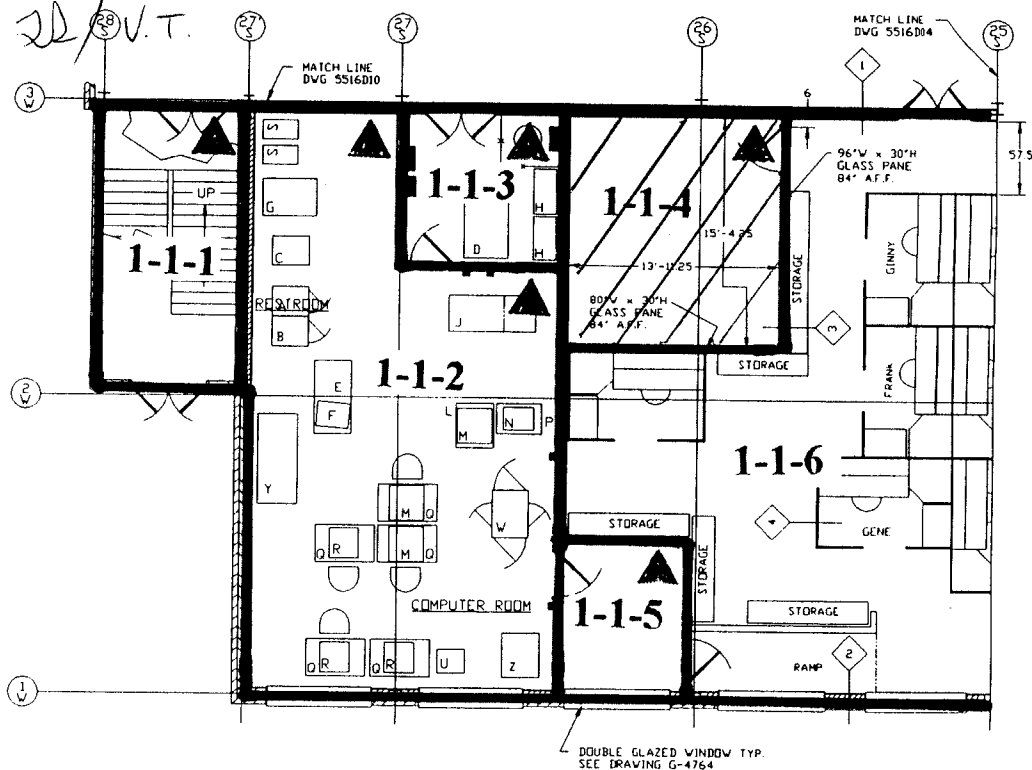 V.T.
28
S
27
S
27
S
26
S
25
S
MATCH LINE
DWG 5516D10
MATCH LINE
DWG 5516D04
3
W
1
6
57.5
96"W x 30"H
GLASS PANE
84" A.F.F.
S
S
UP
G
1-1-3
1-1-4
H
D
H
15'-4.25
13'-11.25
C
1-1-1
GINNY
STORAGE
RESTROOM
A
B
J
80"W x 30"H
GLASS PANE
84" A.F.F.
3
STORAGE
1-1-2
E
F
FRANK
2
W
L
M
N
P
1-1-6
Y
M
Q
W
STORAGE
4
GENE
Q
R
M
Q
STORAGE
COMPUTER ROOM
1-1-5
STORAGE
Q
R
Q
R
U
Z
RAMP
2
1
W
DOUBLE GLAZED WINDOW TYP.
SEE DRAWING G-4764